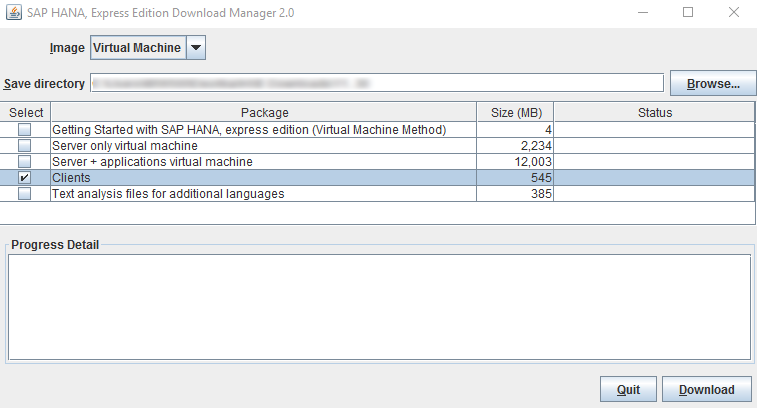 SAP HANA, Express Edition Download Manager 2.0
Image Virtual Machine
Save directory Browse...
Select Package Size (MB) Status
Getting Started with SAP HANA, express edition (Virtual Machine Method) 4
Server only virtual machine 2,234
Server + applications virtual machine 12,003
Clients 545
Text analysis files for additional languages 385
Progress Detail
Quit Download